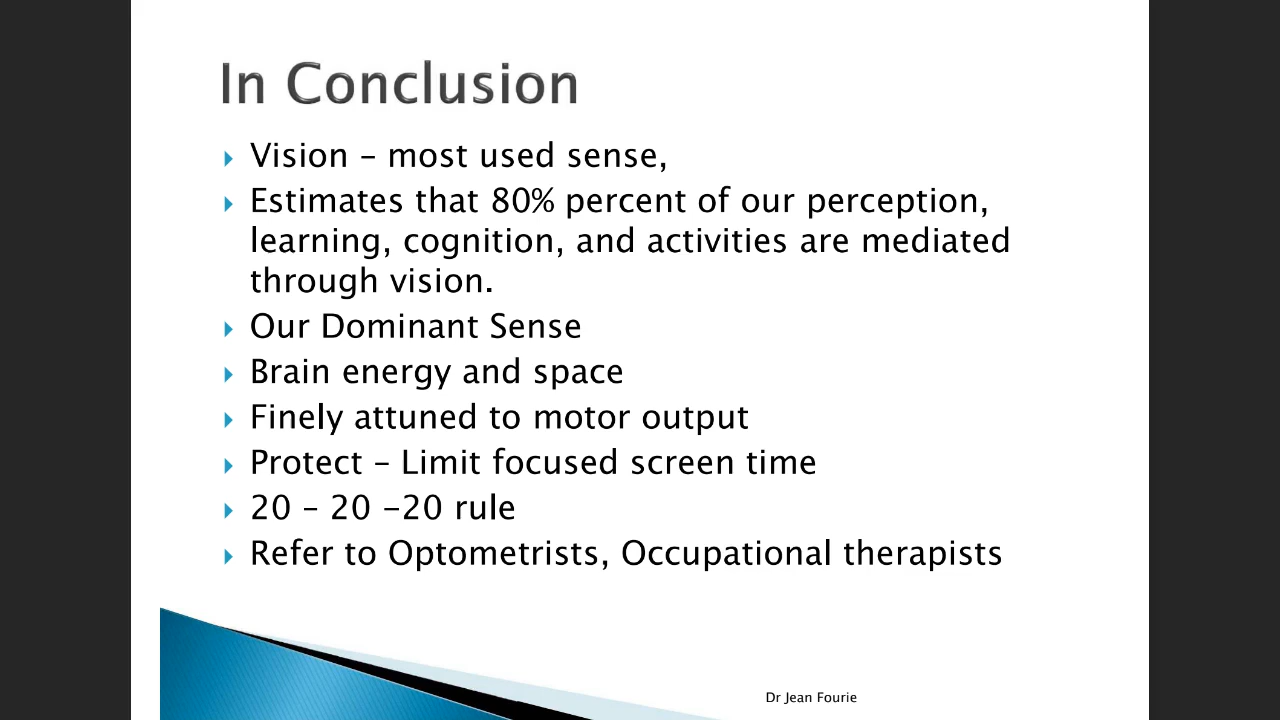 In Conclusion
Vision – most used sense,
Estimates that 80% percent of our perception,
learning, cognition, and activities are mediated
through vision.
Our Dominant Sense
Brain energy and space
Finely attuned to motor output
Protect – Limit focused screen time
20 – 20 -20 rule
Refer to Optometrists, Occupational therapists
Dr Jean Fourie